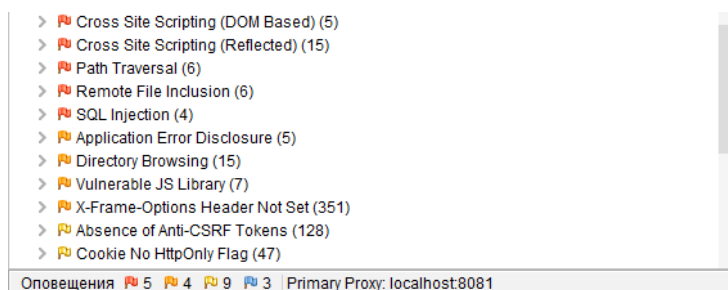 Cross Site Scripting (DOM Based) (5)
Cross Site Scripting (Reflected) (15)
Path Traversal (6)
Remote File Inclusion (6)
SQL Injection (4)
Application Error Disclosure (5)
Directory Browsing (15)
Vulnerable JS Library (7)
X-Frame-Options Header Not Set (351)
Absence of Anti-CSRF Tokens (128)
Cookie No HttpOnly Flag (47)
Оповещения 5 4 9 3 Primary Proxy: localhost:8081